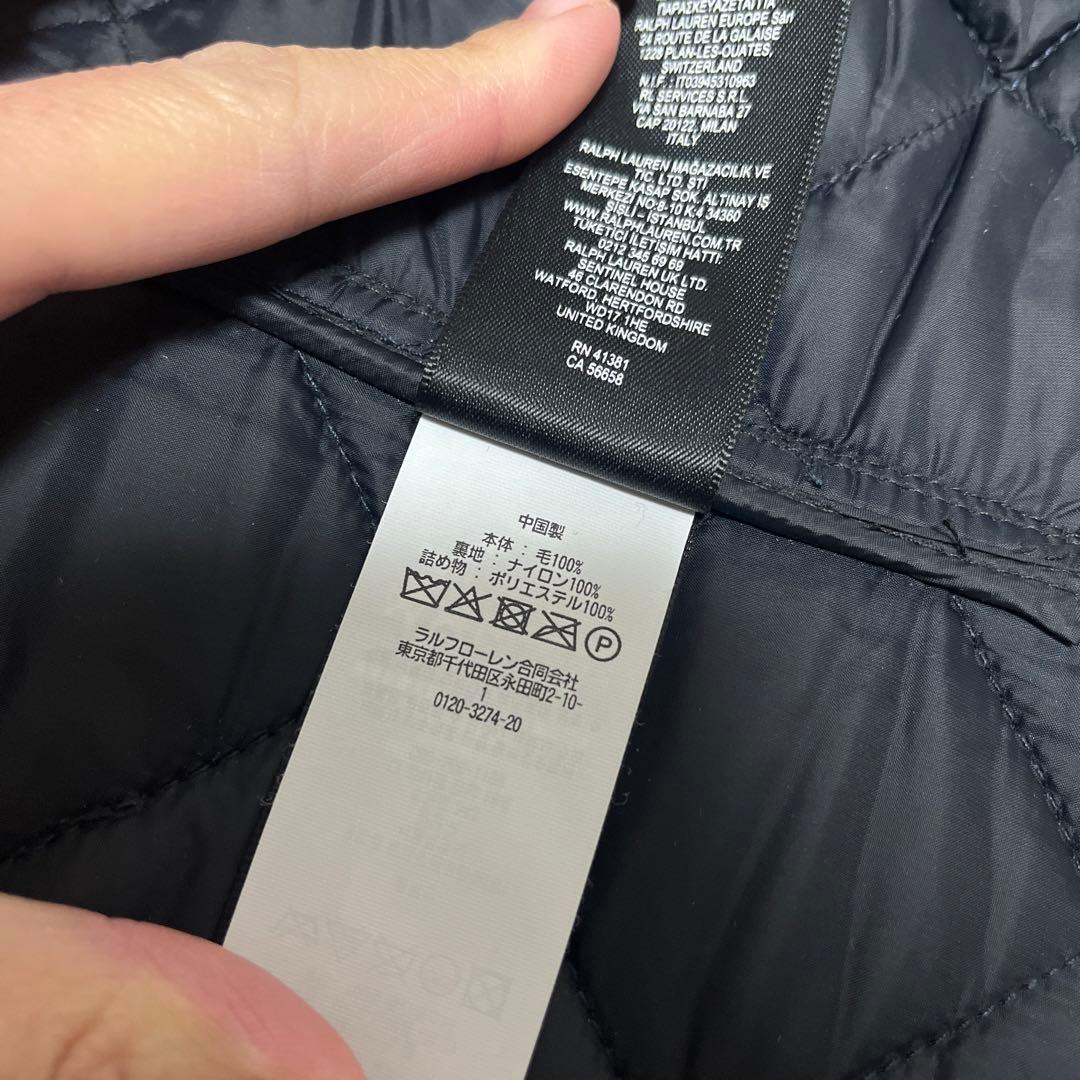 ΠΑΡΑΣΚΕΥΑΖΕΤΑΙ ΓΙΑ
RALPH LAUREN EUROPE Sàrl
ROUTE DE LA GALAISE
1228 PLAN-LES-OUATES
SWITZERLAND
N.I.F.: IT03945310963
RL SERVICES S.R.L.
VIA SAN BARNABA 27
CAP 20122, MILAN
ITALY
RALPH LAUREN MAGAZACILIK VE
TIC. LTD. STI
ESENTEPE KASAP SOK. ALTINAY IS
MERKEZI NO:8-10 K:4 34360
SISLI - ISTANBUL
WWW.RALPHLAUREN.COM.TR
TÜKETICI ILETISIM HATTI:
0212 345 69 69
RALPH LAUREN UK LTD
SENTINEL HOUSE
46 CLARENDON RD
WATFORD, HERTFORDSHIRE
WD17 1HE
UNITED KINGDOM
RN 41381
CA 56658
中国製
本体 : 毛100%
裏地 : ナイロン100%
詰め物 : ポリエステル100%
P
ラルフローレン合同会社
東京都千代田区永田町2-10-
1
0120-3274-20